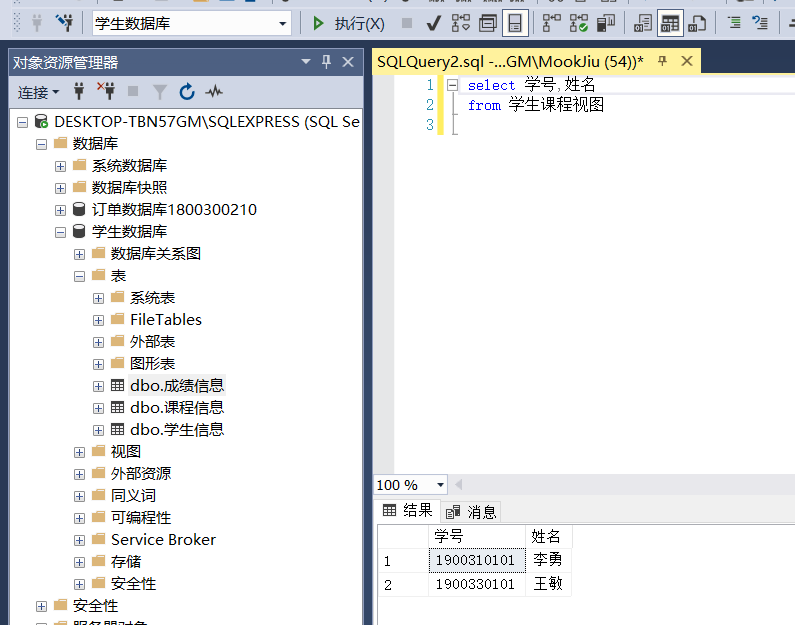 学生数据库
执行(X)
对象资源管理器
连接
DESKTOP-TBN57GM\SQLEXPRESS (SQL Se
数据库
系统数据库
数据库快照
订单数据库1800300210
学生数据库
数据库关系图
表
系统表
FileTables
外部表
图形表
dbo.成绩信息
dbo.课程信息
dbo.学生信息
视图
外部资源
同义词
可编程性
Service Broker
存储
安全性
安全性
服务器对象
SQLQuery2.sql -...GM\MookJiu (54))*
1 select 学号,姓名
2 from 学生课程视图
3
100 %
结果 消息
学号 姓名
1 1900310101 李勇
2 1900330101 王敏